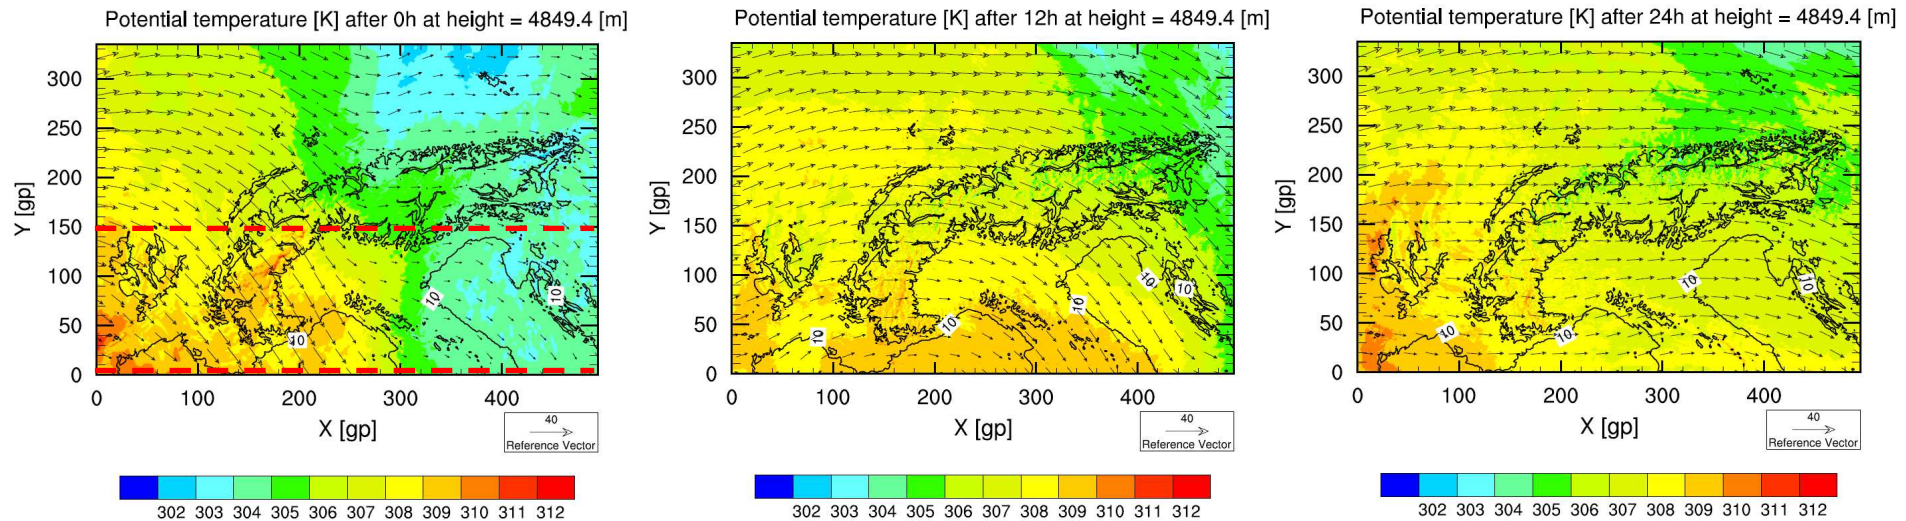 Potential temperature [K] after 0h at height = 4849.4 [m]
Y [gp]
300
250
200
150
100
50
0
0 100 200 300 400
X [gp]
10
10
10
40
Reference Vector
302 303 304 305 306 307 308 309 310 311 312
Potential temperature [K] after 12h at height = 4849.4 [m]
Y [gp]
300
250
200
150
100
50
0
0 100 200 300 400
X [gp]
10
10
10
10
10
40
Reference Vector
302 303 304 305 306 307 308 309 310 311 312
Potential temperature [K] after 24h at height = 4849.4 [m]
Y [gp]
300
250
200
150
100
50
0
0 100 200 300 400
X [gp]
10
10
10
10
40
Reference Vector
302 303 304 305 306 307 308 309 310 311 312